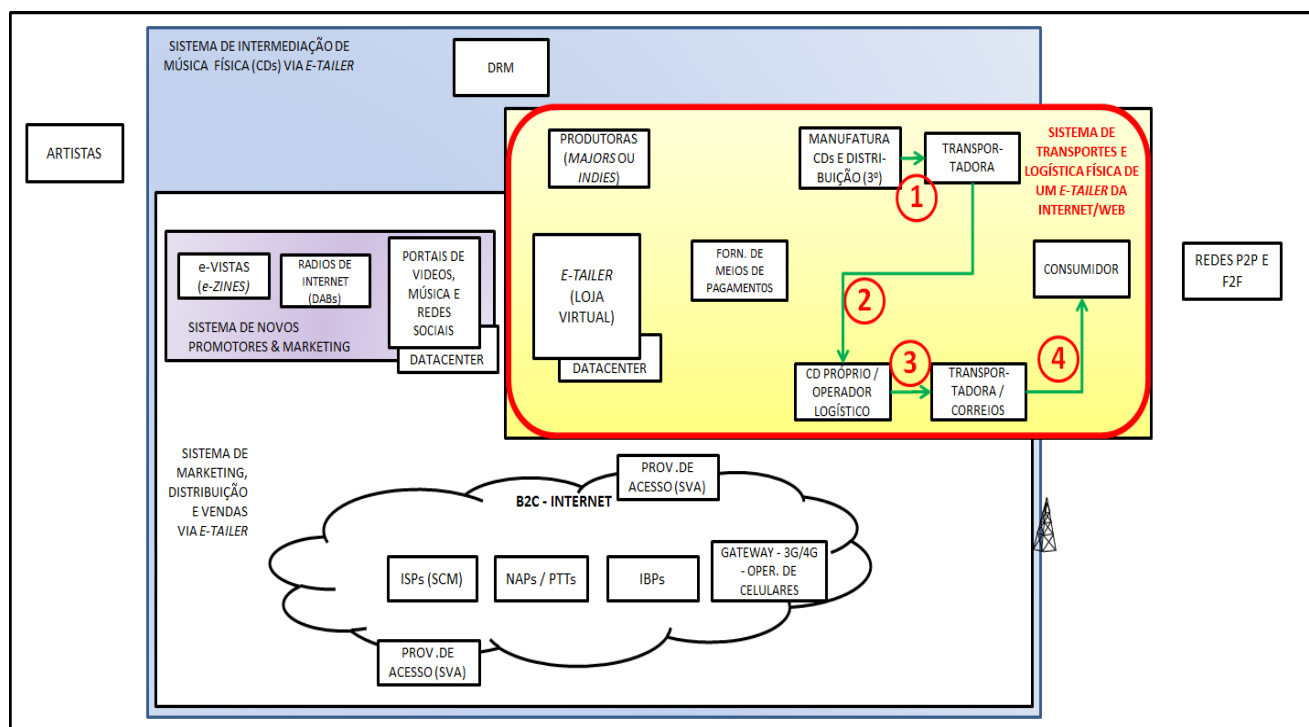 SISTEMA DE INTERMEDIAÇÃO DE
MÚSICA FÍSICA (CDs) VIA E-TAILER
DRM
ARTISTAS
PRODUTORAS
(MAJORS OU
INDIES)
MANUFATURA
CDs E DISTRI-
BUIÇÃO (3º)
TRANSPOR-
TADORA
SISTEMA DE
TRANSPORTES E
LOGÍSTICA FÍSICA DE
UM E-TAILER DA
INTERNET/WEB
1
e-VISTAS
(e-ZINES)
RADIOS DE
INTERNET
(DABs)
PORTAIS DE
VIDEOS,
MÚSICA E
REDES
SOCIAIS
DATACENTER
SISTEMA DE NOVOS
PROMOTORES & MARKETING
E-TAILER
(LOJA
VIRTUAL)
DATACENTER
FORN. DE
MEIOS DE
PAGAMENT0S
2
CONSUMIDOR
REDES P2P E
F2F
3
4
CD PRÓPRIO /
OPERADOR
LOGÍSTICO
TRANSPOR-
TADORA /
CORREIOS
SISTEMA DE
MARKETING,
DISTRIBUIÇÃO
E VENDAS
VIA E-TAILER
PROV.DE
ACESSO (SVA)
B2C - INTERNET
ISPs (SCM)
NAPs / PTTs
IBPs
GATEWAY - 3G/4G
- OPER. DE
CELULARES
PROV.DE
ACESSO (SVA)